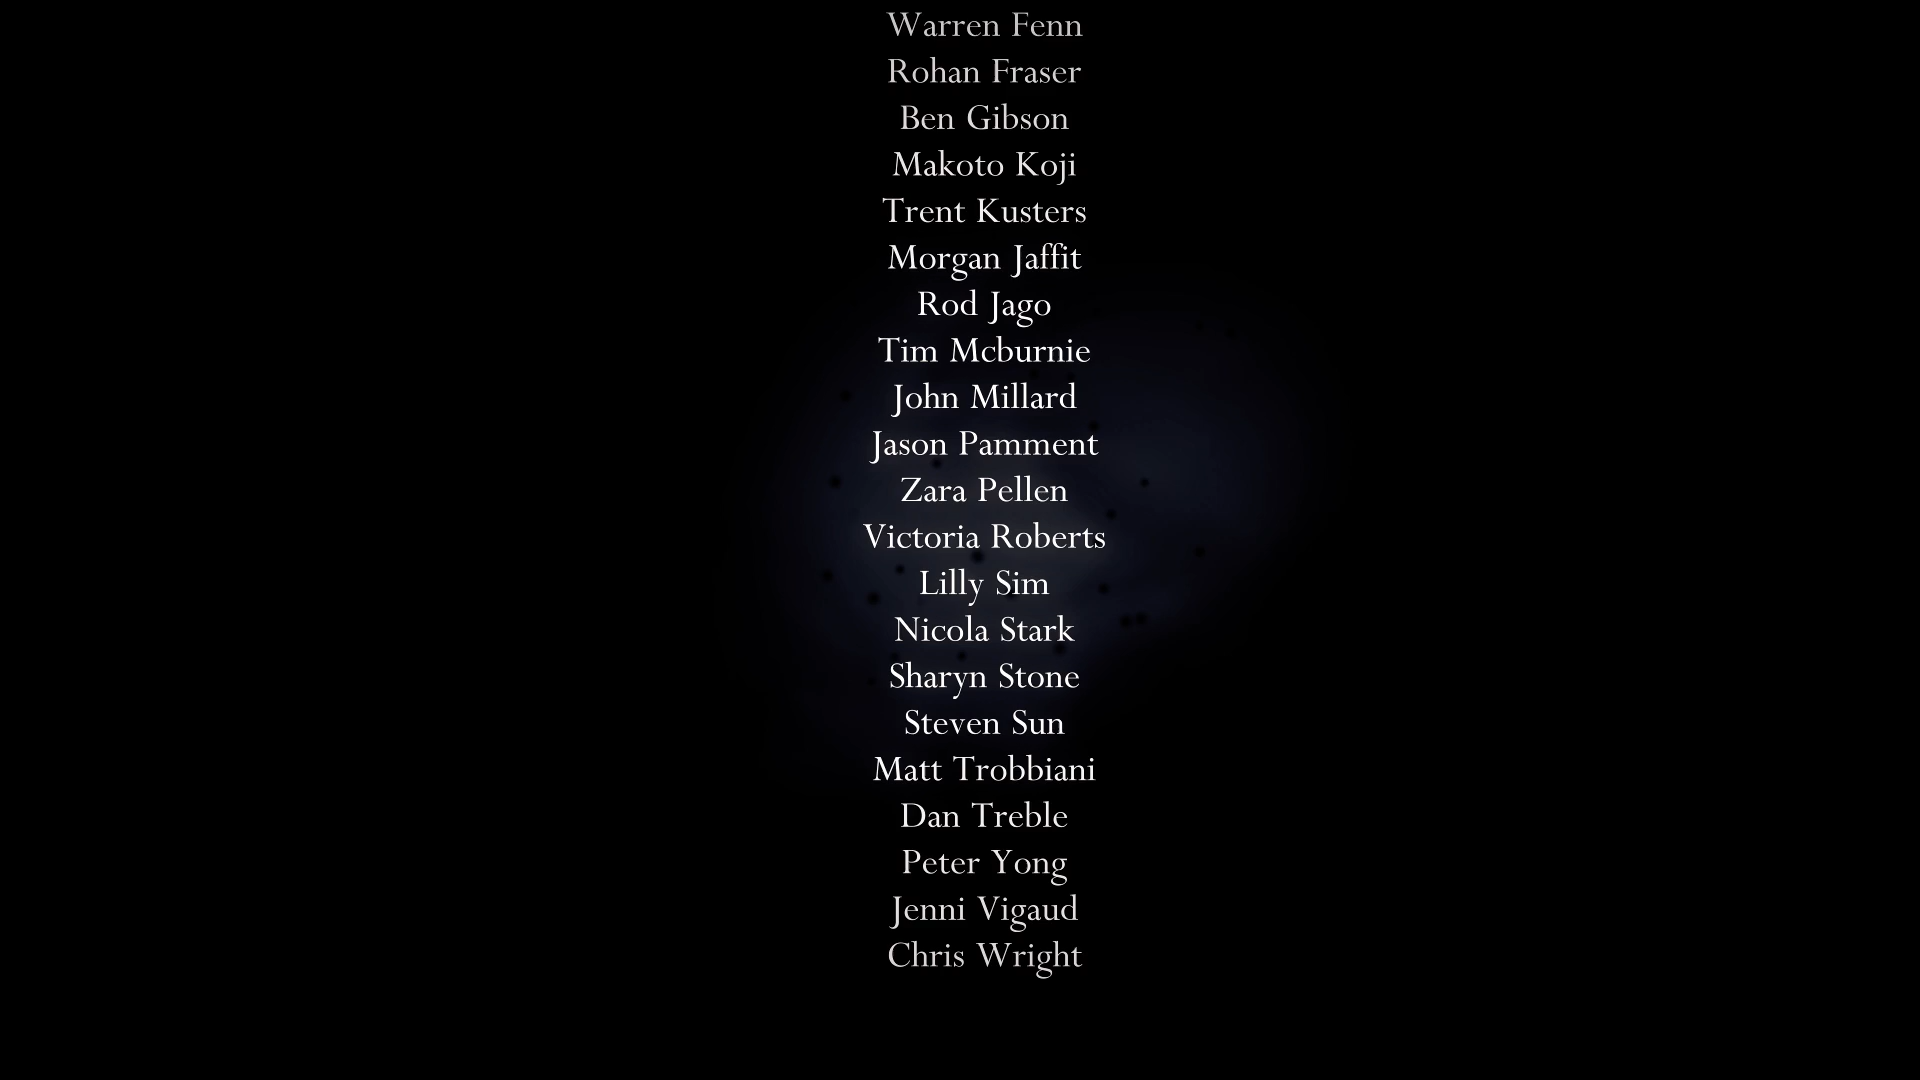 Warren Fenn
Rohan Fraser
Ben Gibson
Makoto Koji
Trent Kusters
Morgan Jaffit
Rod Jago
Tim Mcburnie
John Millard
Jason Pamment
Zara Pellen
Victoria Roberts
Lilly Sim
Nicola Stark
Sharyn Stone
Steven Sun
Matt Trobbiani
Dan Treble
Peter Yong
Jenni Vigaud
Chris Wright